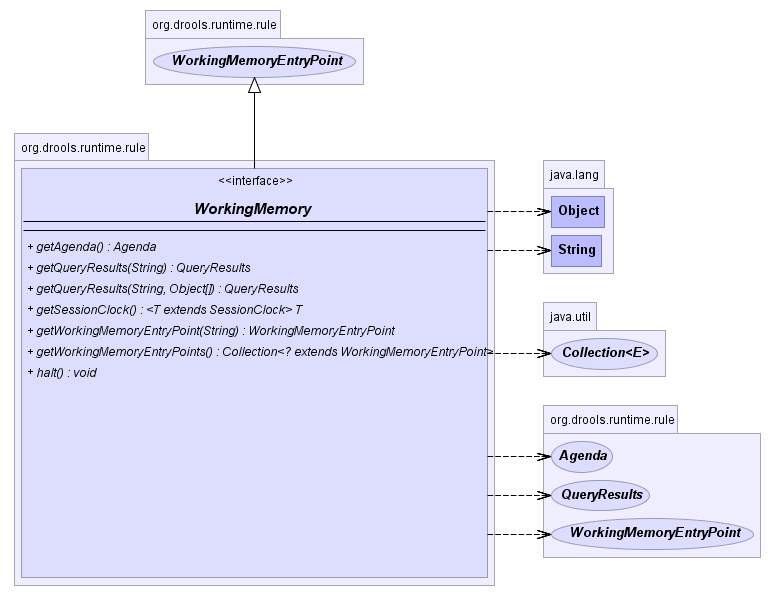 org.drools.runtime.rule
WorkingMemoryEntryPoint
org.drools.runtime.rule
<<interface>>
WorkingMemory
+ getAgenda() : Agenda
+ getQueryResults(String) : QueryResults
+ getQueryResults(String, Object[]) : QueryResults
+ getSessionClock() : <T extends SessionClock> T
+ getWorkingMemoryEntryPoint(String) : WorkingMemoryEntryPoint
+ getWorkingMemoryEntryPoints() : Collection<? extends WorkingMemoryEntryPoint>
+ halt() : void
java.lang
Object
String
java.util
Collection<E>
org.drools.runtime.rule
Agenda
QueryResults
WorkingMemoryEntryPoint